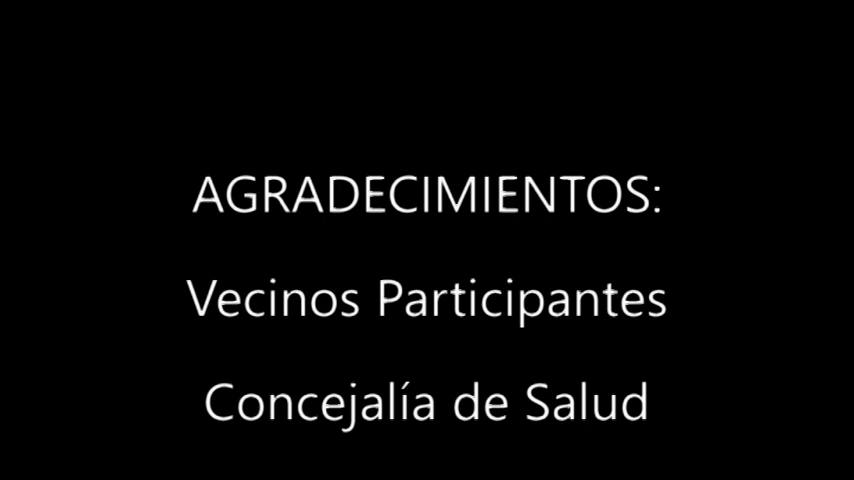 AGRADECIMIENTOS:
Vecinos Participantes
Concejalía de Salud